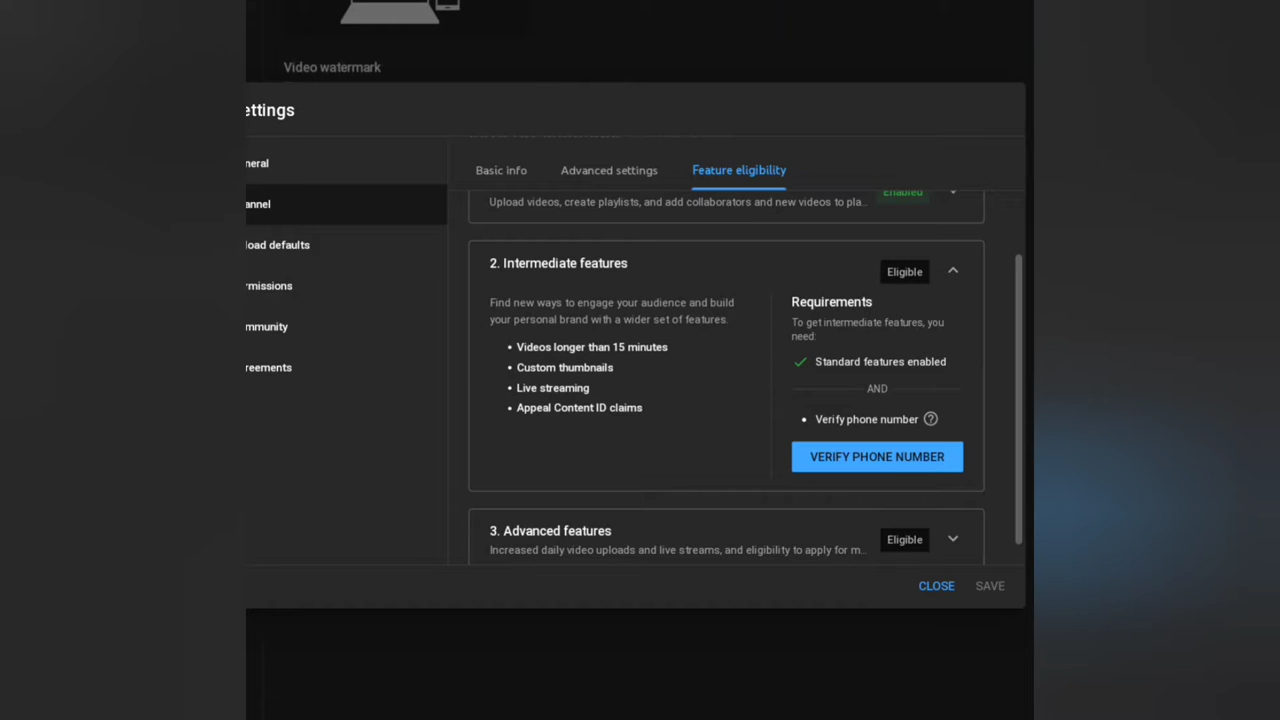 Video watermark
ettings
neral
annel
load defaults
rmissions
mmunity
reements
Basic info
Advanced settings
Feature eligibility
Enabled
Upload videos, create playlists, and add collaborators and new videos to pla...
2. Intermediate features
Eligible
Find new ways to engage your audience and build
your personal brand with a wider set of features.
• Videos longer than 15 minutes
• Custom thumbnails
• Live streaming
• Appeal Content ID claims
Requirements
To get intermediate features, you
need:
Standard features enabled
AND
• Verify phone number
VERIFY PHONE NUMBER
3. Advanced features
Eligible
Increased daily video uploads and live streams, and eligibility to apply for m...
CLOSE
SAVE